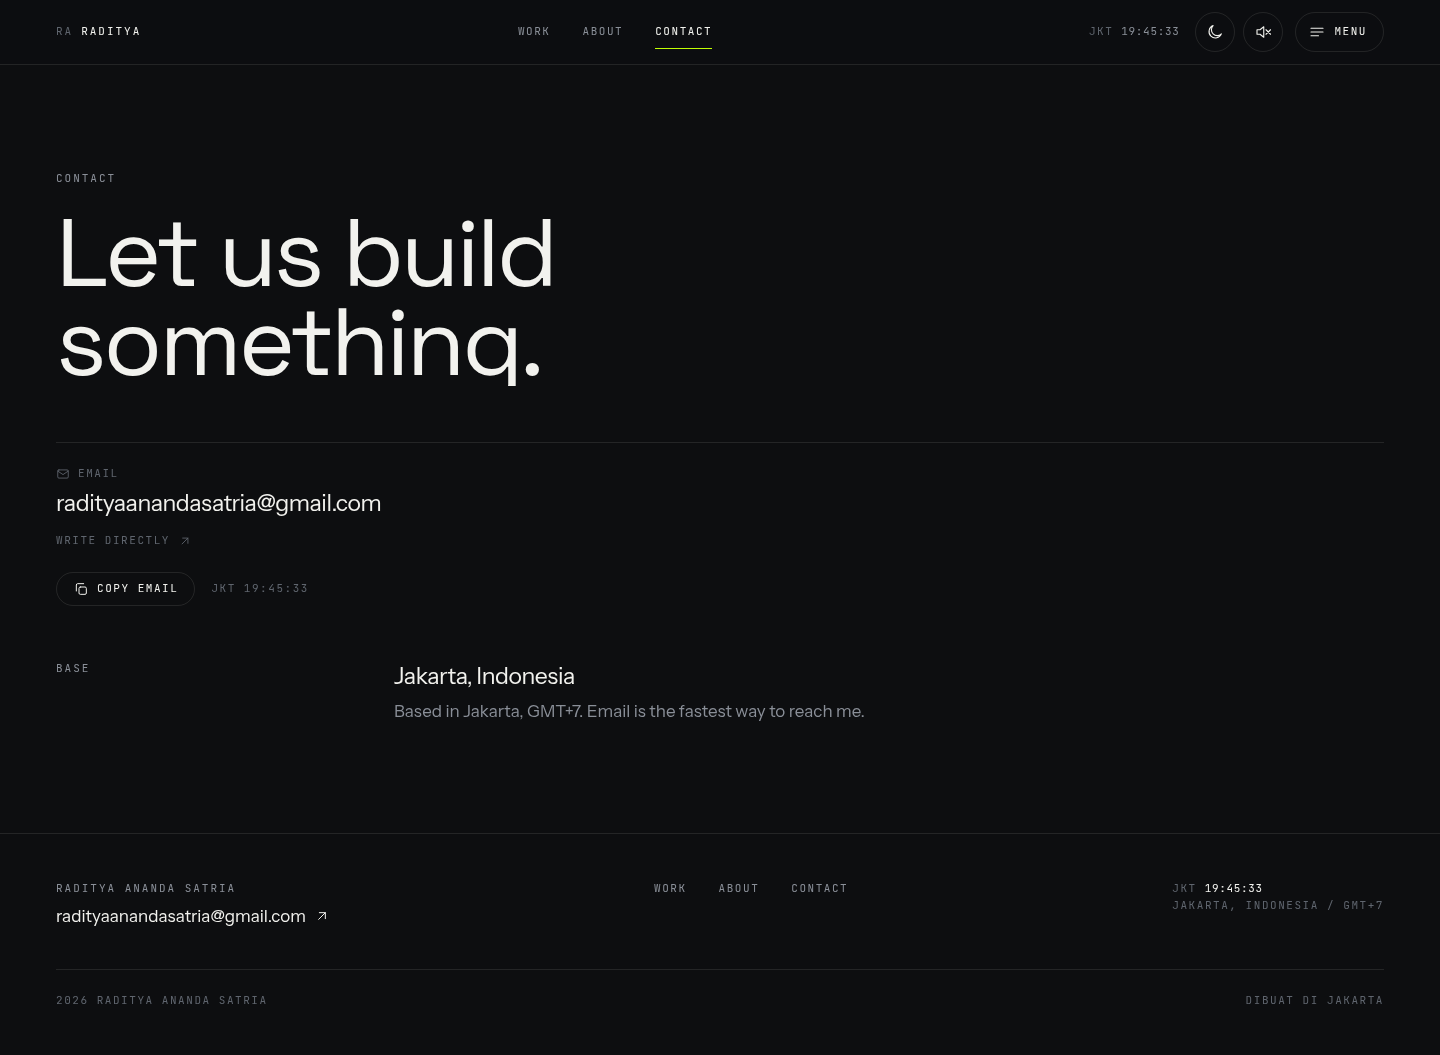 RA RADITYA
WORK ABOUT CONTACT
JKT 19:45:33
MENU
CONTACT
Let us build
something.
EMAIL
radityaanandasatria@gmail.com
WRITE DIRECTLY
COPY EMAIL
JKT 19:45:33
BASE
Jakarta, Indonesia
Based in Jakarta, GMT+7. Email is the fastest way to reach me.
RADITYA ANANDA SATRIA
radityaanandasatria@gmail.com
WORK ABOUT CONTACT
JKT 19:45:33
JAKARTA, INDONESIA / GMT+7
2026 RADITYA ANANDA SATRIA
DIBUAT DI JAKARTA